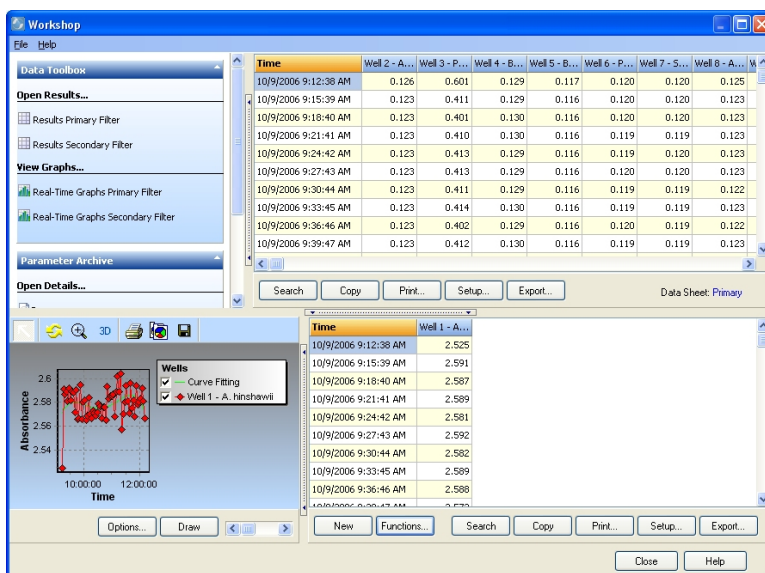 Workshop
File Help
Data Toolbox
Open Results...
Results Primary Filter
Results Secondary Filter
View Graphs...
Real-Time Graphs Primary Filter
Real-Time Graphs Secondary Filter
Parameter Archive
Open Details...
Time Well 2 - A... Well 3 - P... Well 4 - B... Well 5 - B... Well 6 - P... Well 7 - S... Well 8 - A... W
10/9/2006 9:12:38 AM 0.126 0.601 0.129 0.117 0.120 0.120 0.125
10/9/2006 9:15:39 AM 0.123 0.411 0.129 0.116 0.120 0.120 0.123
10/9/2006 9:18:40 AM 0.123 0.401 0.130 0.116 0.120 0.120 0.123
10/9/2006 9:21:41 AM 0.123 0.410 0.130 0.116 0.119 0.119 0.123
10/9/2006 9:24:42 AM 0.123 0.413 0.129 0.116 0.119 0.120 0.123
10/9/2006 9:27:43 AM 0.123 0.413 0.129 0.116 0.120 0.120 0.123
10/9/2006 9:30:44 AM 0.123 0.411 0.129 0.116 0.119 0.119 0.122
10/9/2006 9:33:45 AM 0.123 0.414 0.130 0.116 0.120 0.119 0.123
10/9/2006 9:36:46 AM 0.123 0.402 0.129 0.116 0.120 0.119 0.122
10/9/2006 9:39:47 AM 0.123 0.412 0.130 0.116 0.119 0.119 0.123
Search Copy Print... Setup... Export... Data Sheet: Primary
3D
Absorbance
2.6
2.58
2.56
2.54
10:00:00 12:00:00
Time
Wells
Curve Fitting
Well 1 - A. hinshawii
Options... Draw
Time Well 1 - A...
10/9/2006 9:12:38 AM 2.525
10/9/2006 9:15:39 AM 2.591
10/9/2006 9:18:40 AM 2.587
10/9/2006 9:21:41 AM 2.589
10/9/2006 9:24:42 AM 2.581
10/9/2006 9:27:43 AM 2.592
10/9/2006 9:30:44 AM 2.582
10/9/2006 9:33:45 AM 2.589
10/9/2006 9:36:46 AM 2.588
New Functions... Search Copy Print... Setup... Export...
Close Help